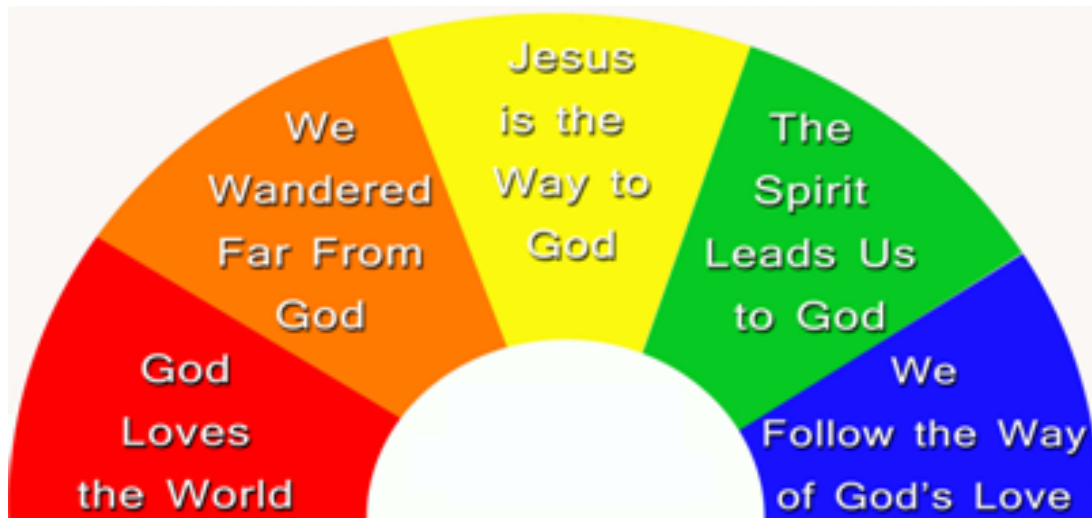 God
Loves
the World
We
Wandered
Far From
God
Jesus
is the
Way to
God
The
Spirit
Leads Us
to God
We
Follow the Way
of God's Love